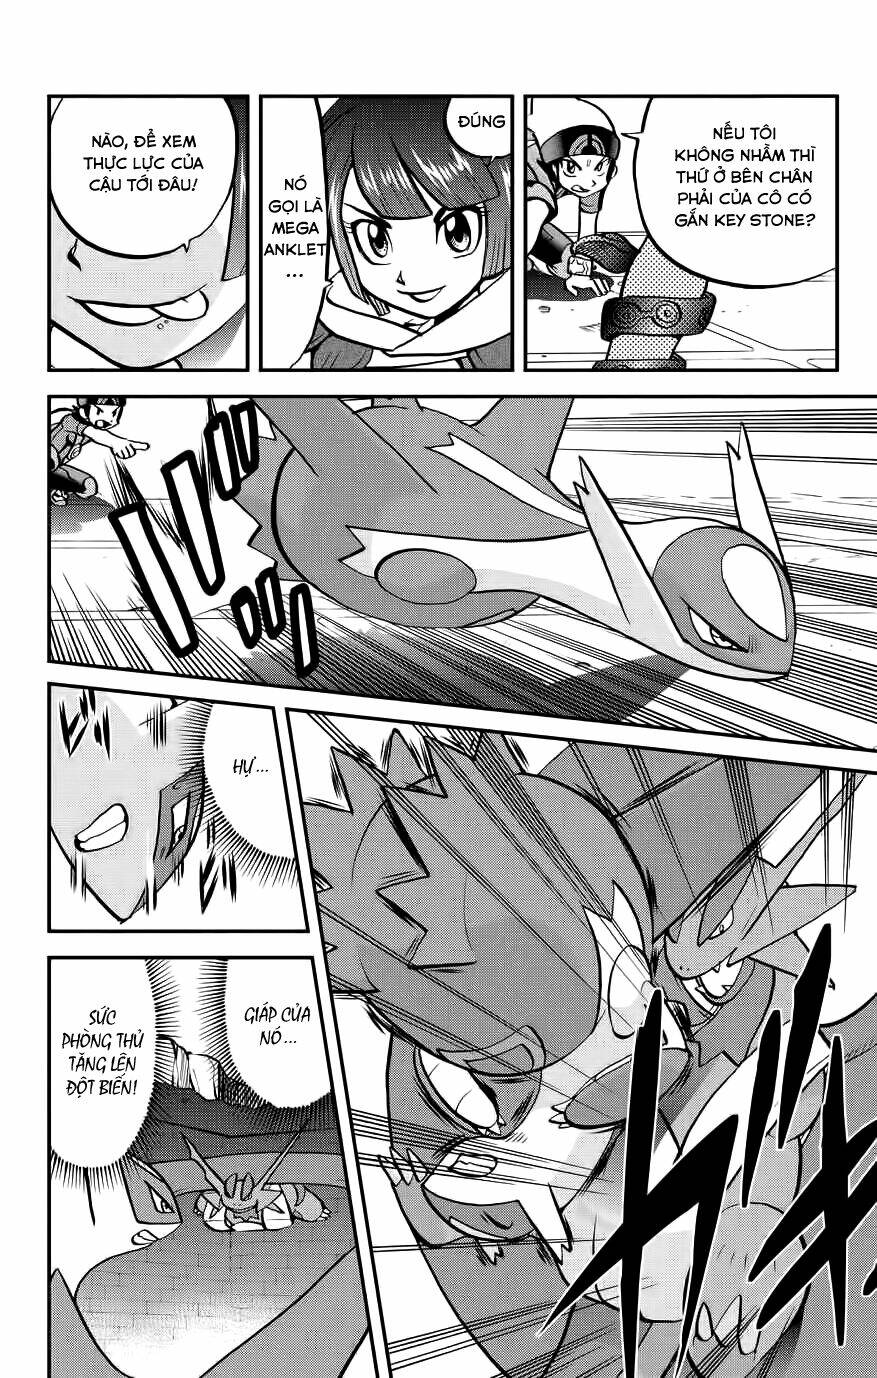 NẾU TÔI
KHÔNG NHẦM THÌ
THỨ Ở BÊN CHÂN
PHẢI CỦA CÔ CÓ
GẮN KEY STONE?
ĐÚNG
NÓ
GỌI LÀ
MEGA
ANKLET
...
NÀO, ĐỂ XEM
THỰC LỰC CỦA
CẬU TỚI ĐÂU!
HỰ...
GIÁP CỦA
NÓ...
SỨC
PHÒNG THỦ
TĂNG LÊN
ĐỘT BIẾN!